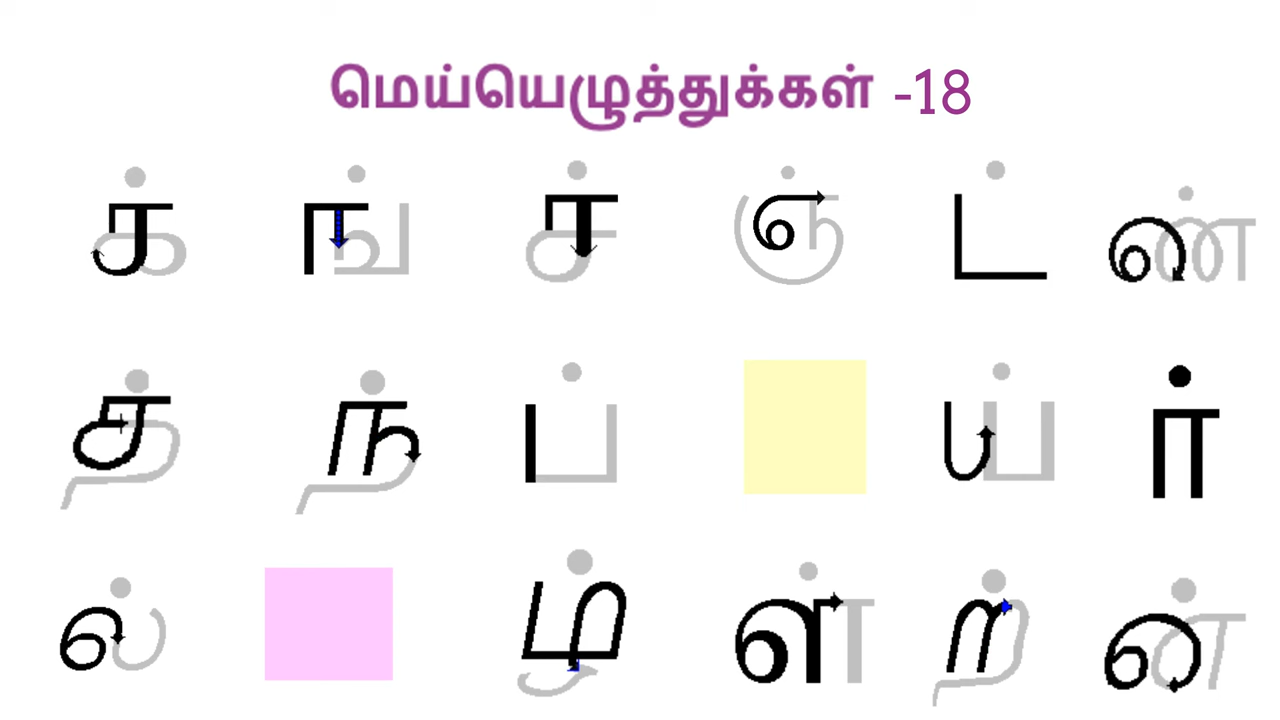 மெய்யெழுத்துக்கள் -18
க் ங் ச் ஞ் ட் ண்
த் ந் ப் ய் ர்
ல் ழ் ள் ற் ன்